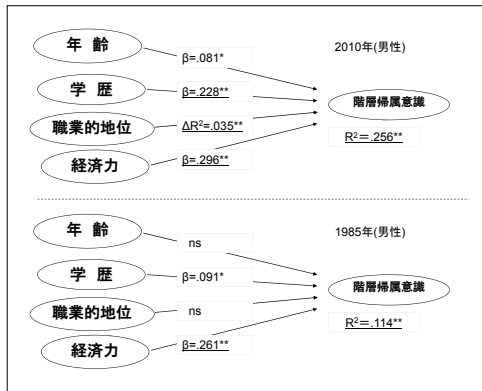 年 齢
β=.081*
2010年(男性)
学 歴
β=.228**
階層帰属意識
職業的地位
ΔR²=.035**
R²＝.256**
経済力
β=.296**
年 齢
ns
1985年(男性)
学 歴
β=.091*
階層帰属意識
職業的地位
ns
R²＝.114**
経済力
β=.261**